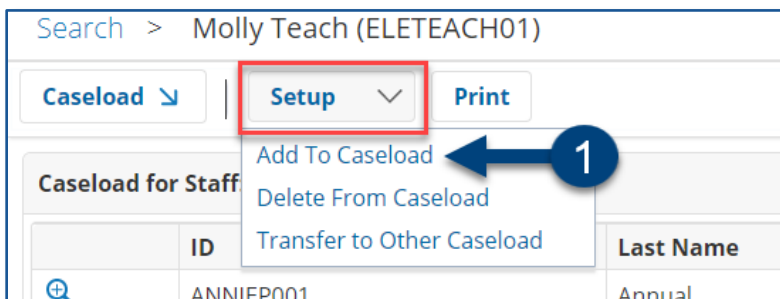 Search > Molly Teach (ELETEACH01)
Caseload Setup Print
Add To Caseload 1
Caseload for Staff:
Delete From Caseload
Transfer to Other Caseload
ID Last Name
ANNIEP001 Annual